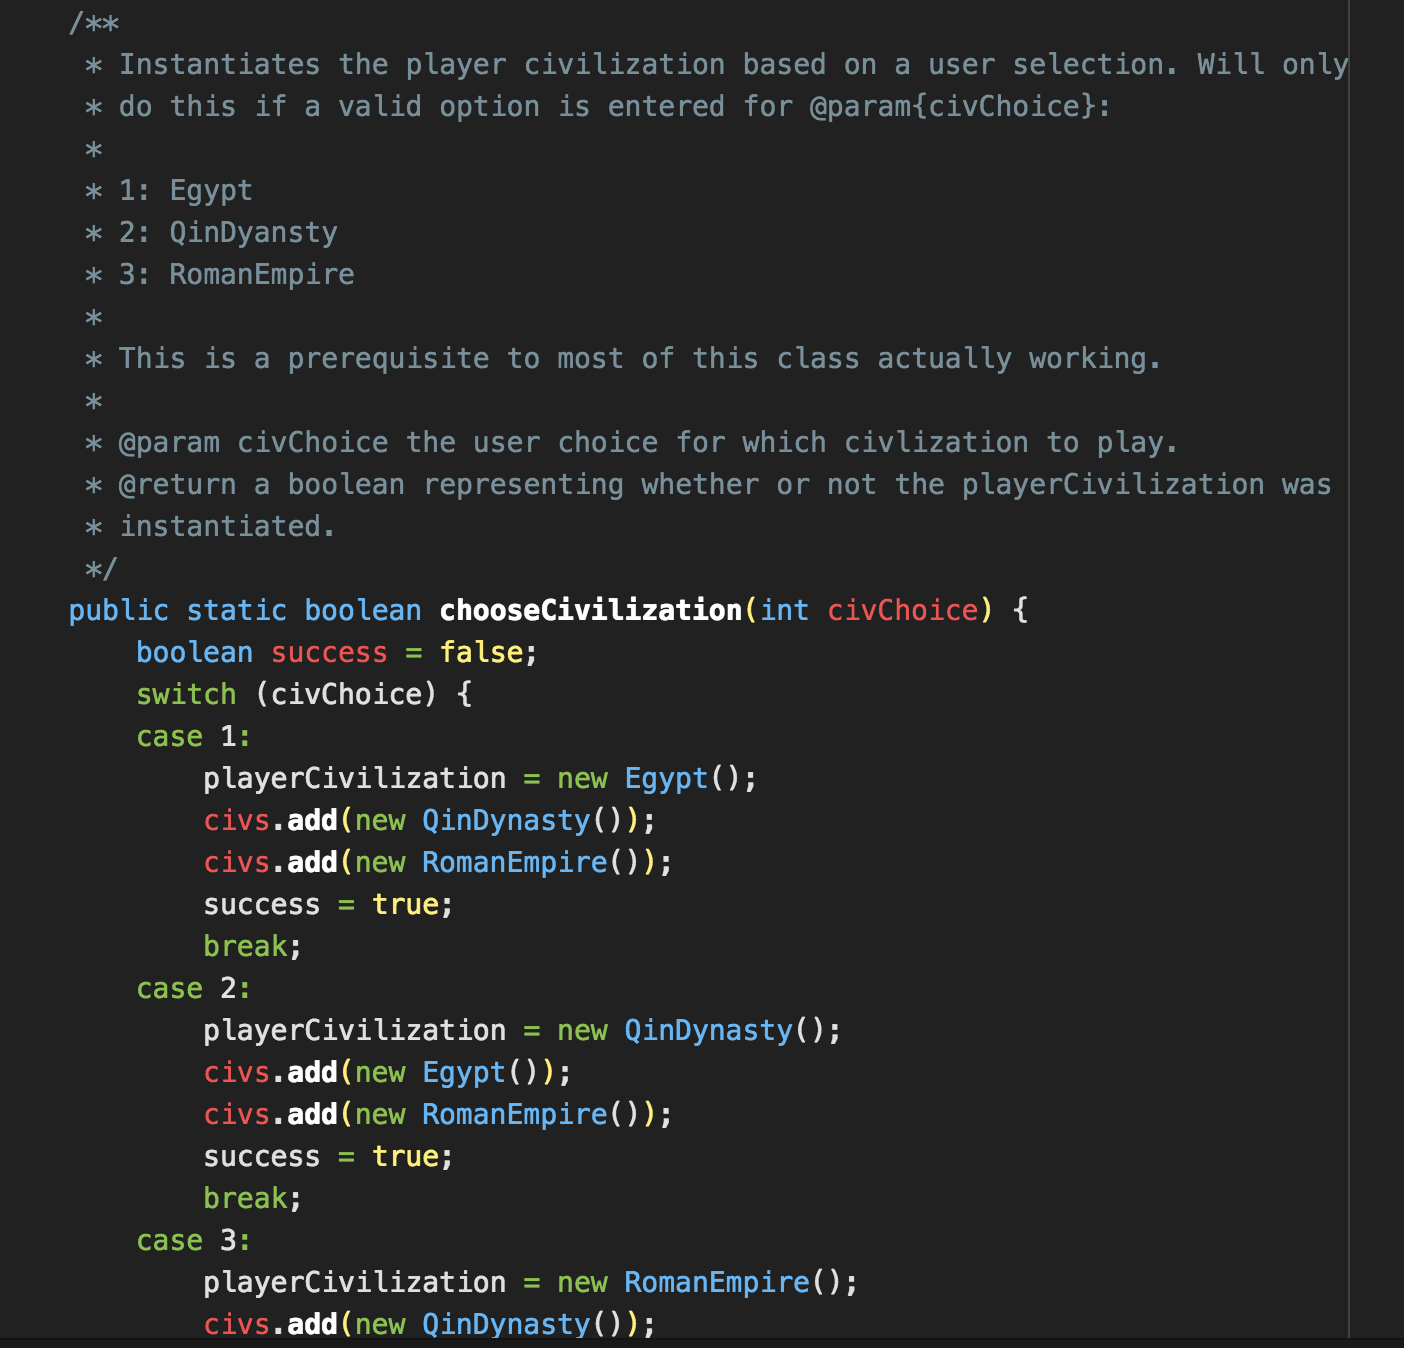 /**
 * Instantiates the player civilization based on a user selection. Will only
 * do this if a valid option is entered for @param{civChoice}:
 *
 * 1: Egypt
 * 2: QinDyansty
 * 3: RomanEmpire
 *
 * This is a prerequisite to most of this class actually working.
 *
 * @param civChoice the user choice for which civlization to play.
 * @return a boolean representing whether or not the playerCivilization was
 * instantiated.
 */
public static boolean chooseCivilization(int civChoice) {
    boolean success = false;
    switch (civChoice) {
    case 1:
        playerCivilization = new Egypt();
        civs.add(new QinDynasty());
        civs.add(new RomanEmpire());
        success = true;
        break;
    case 2:
        playerCivilization = new QinDynasty();
        civs.add(new Egypt());
        civs.add(new RomanEmpire());
        success = true;
        break;
    case 3:
        playerCivilization = new RomanEmpire();
        civs.add(new QinDynasty());